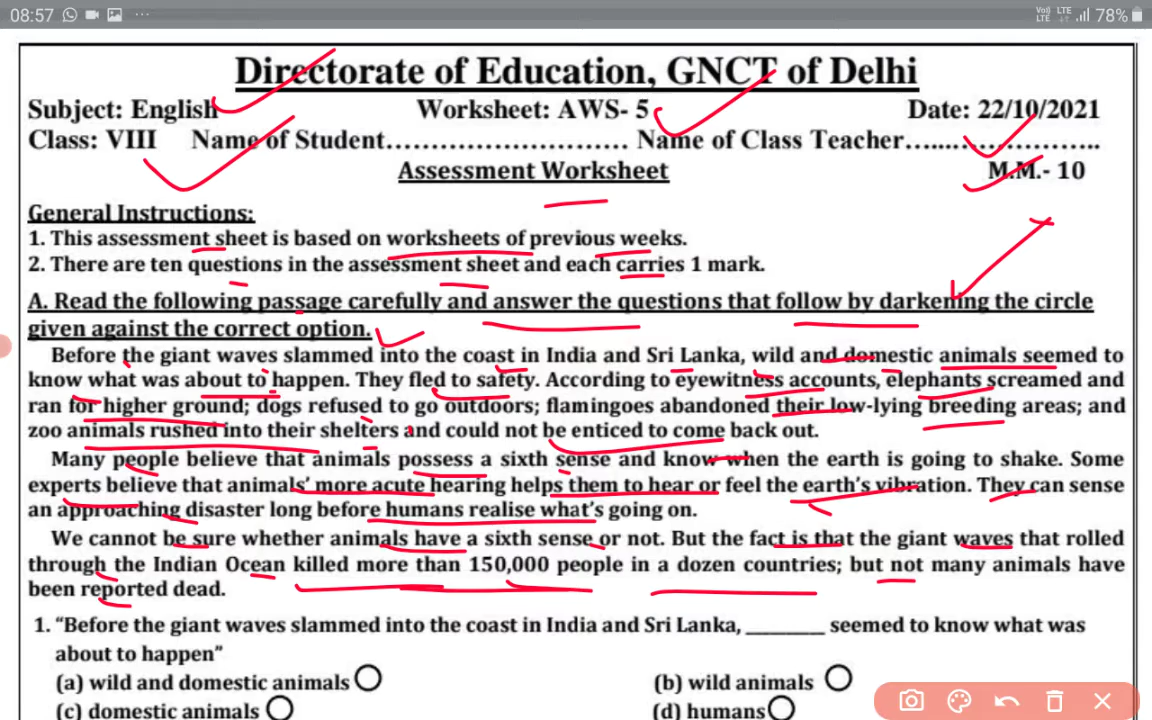 08:57 ... Vo) LTE LTE 78%
Directorate of Education, GNCT of Delhi
Subject: English Worksheet: AWS- 5 Date: 22/10/2021
Class: VIII Name of Student.............................. Name of Class Teacher.........................
Assessment Worksheet M.M.- 10
General Instructions:
1. This assessment sheet is based on worksheets of previous weeks.
2. There are ten questions in the assessment sheet and each carries 1 mark.
A. Read the following passage carefully and answer the questions that follow by darkening the circle
given against the correct option.
Before the giant waves slammed into the coast in India and Sri Lanka, wild and domestic animals seemed to
know what was about to happen. They fled to safety. According to eyewitness accounts, elephants screamed and
ran for higher ground; dogs refused to go outdoors; flamingoes abandoned their low-lying breeding areas; and
zoo animals rushed into their shelters and could not be enticed to come back out.
Many people believe that animals possess a sixth sense and know when the earth is going to shake. Some
experts believe that animals' more acute hearing helps them to hear or feel the earth's vibration. They can sense
an approaching disaster long before humans realise what's going on.
We cannot be sure whether animals have a sixth sense or not. But the fact is that the giant waves that rolled
through the Indian Ocean killed more than 150,000 people in a dozen countries; but not many animals have
been reported dead.
1. "Before the giant waves slammed into the coast in India and Sri Lanka, ________ seemed to know what was
about to happen"
(a) wild and domestic animals (b) wild animals
(c) domestic animals (d) humans